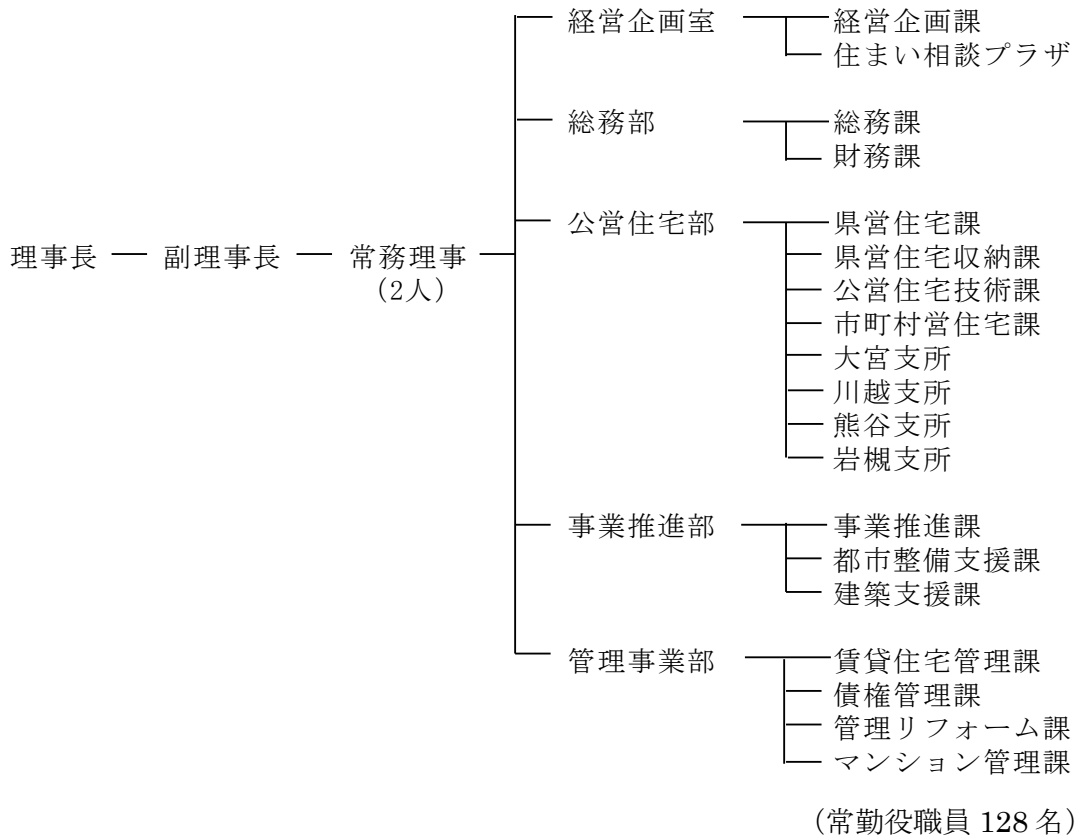 経営企画室 経営企画課
住まい相談プラザ
総務部 総務課
財務課
公営住宅部 県営住宅課
理事長 副理事長 常務理事 県営住宅収納課
(2人) 公営住宅技術課
市町村営住宅課
大宮支所
川越支所
熊谷支所
岩槻支所
事業推進部 事業推進課
都市整備支援課
建築支援課
管理事業部 賃貸住宅管理課
債権管理課
管理リフォーム課
マンション管理課
(常勤役職員 128 名)